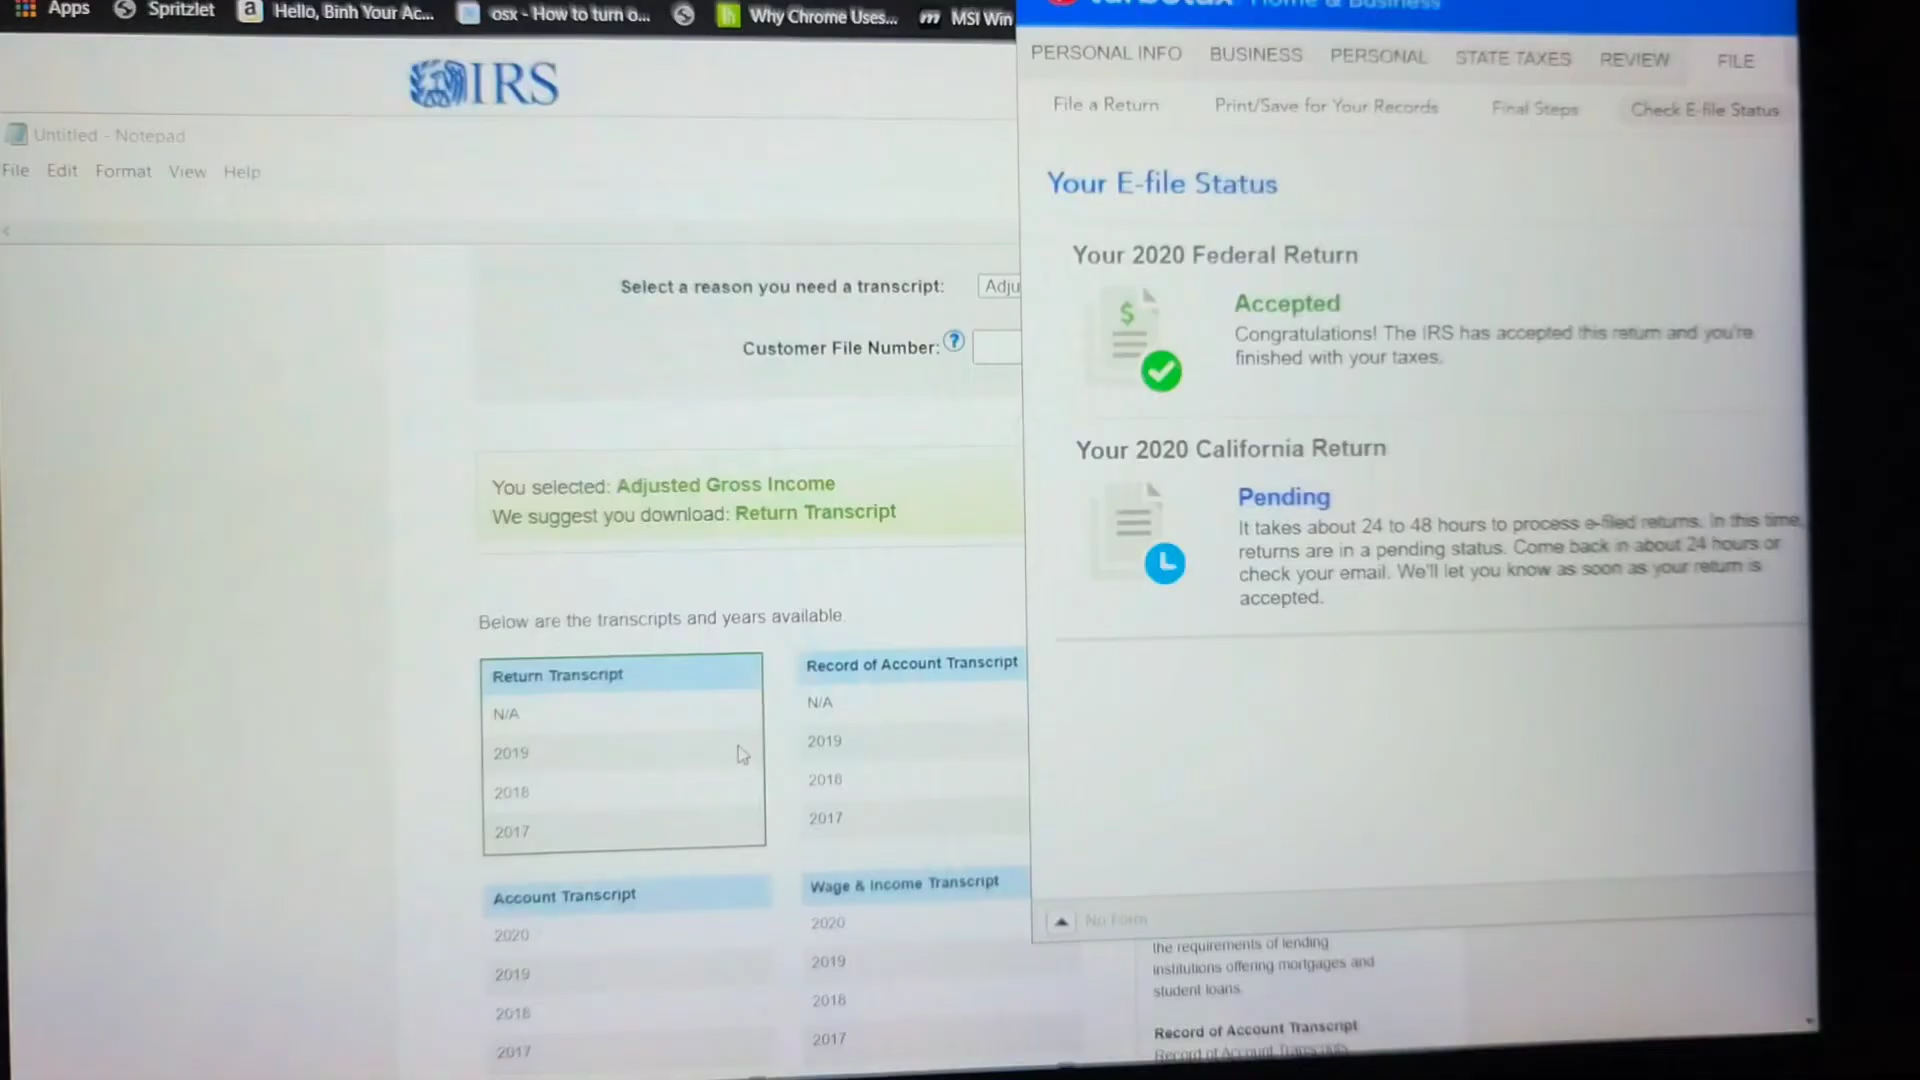 Apps Spritzlet Hello, Binh Your Ac... osx - How to turn o... Why Chrome Uses... MSI Win
IRS
Untitled - Notepad
File Edit Format View Help
Select a reason you need a transcript: Adju
Customer File Number: ?
You selected: Adjusted Gross Income
We suggest you download: Return Transcript
Below are the transcripts and years available.
Return Transcript
N/A
2019
2018
2017
Record of Account Transcript
N/A
2019
2018
2017
Account Transcript
2020
2019
2018
2017
Wage & Income Transcript
2020
2019
2018
2017
Home & Business
PERSONAL INFO BUSINESS PERSONAL STATE TAXES REVIEW FILE
File a Return Print/Save for Your Records Final Steps Check E-file Status
Your E-file Status
Your 2020 Federal Return
Accepted
Congratulations! The IRS has accepted this return and you're
finished with your taxes.
Your 2020 California Return
Pending
It takes about 24 to 48 hours to process e-filed returns. In this time,
returns are in a pending status. Come back in about 24 hours or
check your email. We'll let you know as soon as your return is
accepted.
No Form
the requirements of lending
institutions offering mortgages and
student loans.
Record of Account Transcript
Record of Account Transcripts